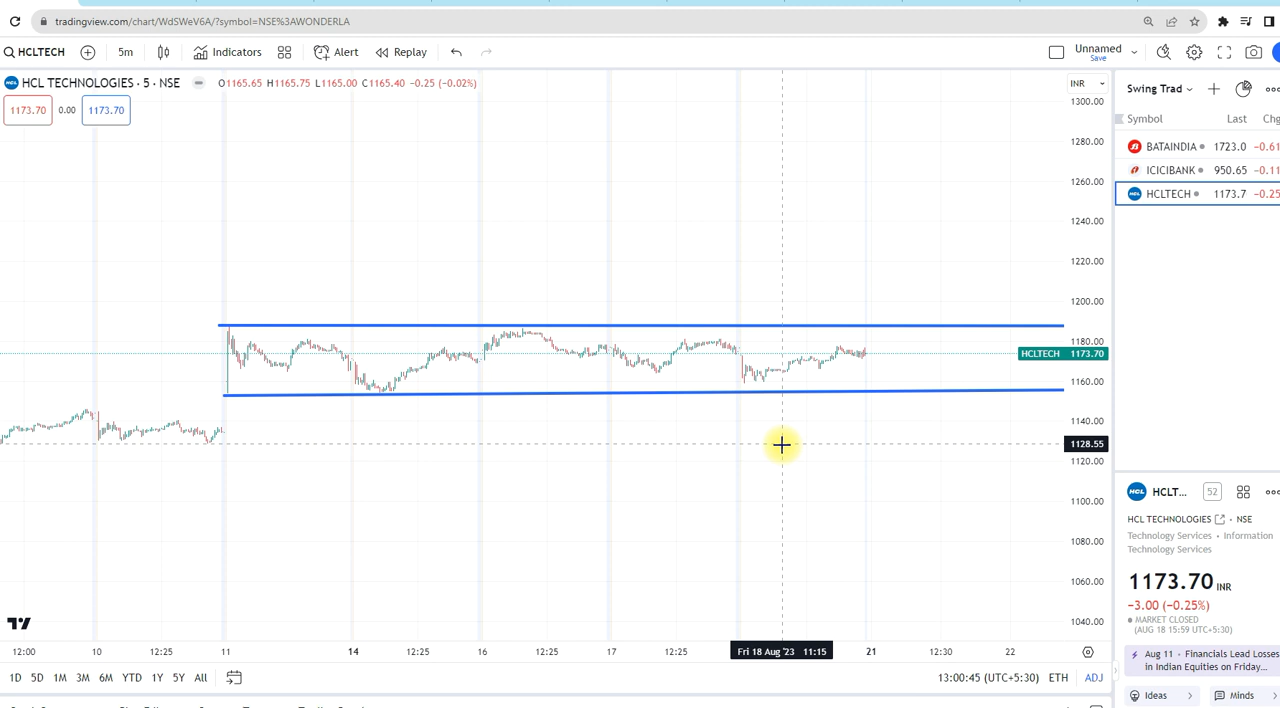 tradingview.com/chart/WdSWeV6A/?symbol=NSE%3AWONDERLA
HCLTECH 5m Indicators Alert Replay Unnamed
Save
HCL TECHNOLOGIES · 5 · NSE O1165.65 H1165.75 L1165.00 C1165.40 −0.25 (−0.02%)
1173.70 0.00 1173.70
INR
1300.00
1280.00
1260.00
1240.00
1220.00
1200.00
1180.00
HCLTECH 1173.70
1160.00
1140.00
1128.55
1120.00
1100.00
1080.00
1060.00
1040.00
12:00 10 12:25 11 14 12:25 16 12:25 17 12:25 Fri 18 Aug '23 11:15 21 12:30 22
1D 5D 1M 3M 6M YTD 1Y 5Y All 13:00:45 (UTC+5:30) ETH ADJ
Swing Trad
Symbol Last Chg
BATAINDIA 1723.0 −0.61
ICICIBANK 950.65 −0.11
HCLTECH 1173.7 −0.25
HCL HCLT... 52
HCL TECHNOLOGIES · NSE
Technology Services · Information
Technology Services
1173.70 INR
−3.00 (−0.25%)
MARKET CLOSED
(AUG 18 15:59 UTC+5:30)
Aug 11 · Financials Lead Losses
in Indian Equities on Friday...
Ideas Minds